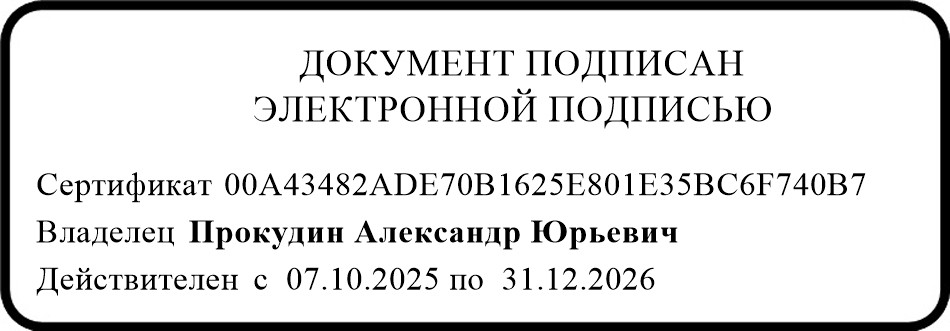 ДОКУМЕНТ ПОДПИСАН
ЭЛЕКТРОННОЙ ПОДПИСЬЮ
Сертификат 00A43482ADE70B1625E801E35BC6F740B7
Владелец Прокудин Александр Юрьевич
Действителен с 07.10.2025 по 31.12.2026